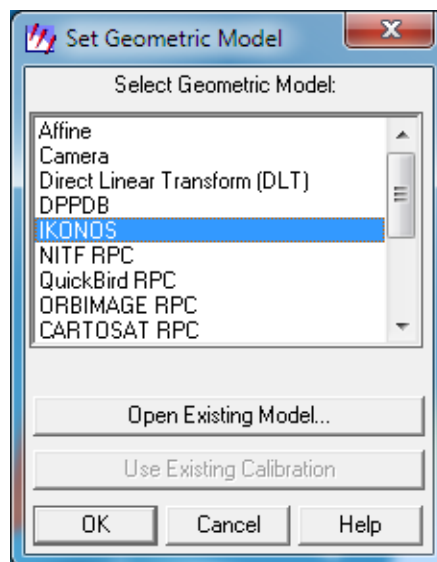 Set Geometric Model
Select Geometric Model:
Affine
Camera
Direct Linear Transform (DLT)
DPPDB
IKONOS
NITF RPC
QuickBird RPC
ORBIMAGE RPC
CARTOSAT RPC
Open Existing Model...
Use Existing Calibration
OK Cancel Help